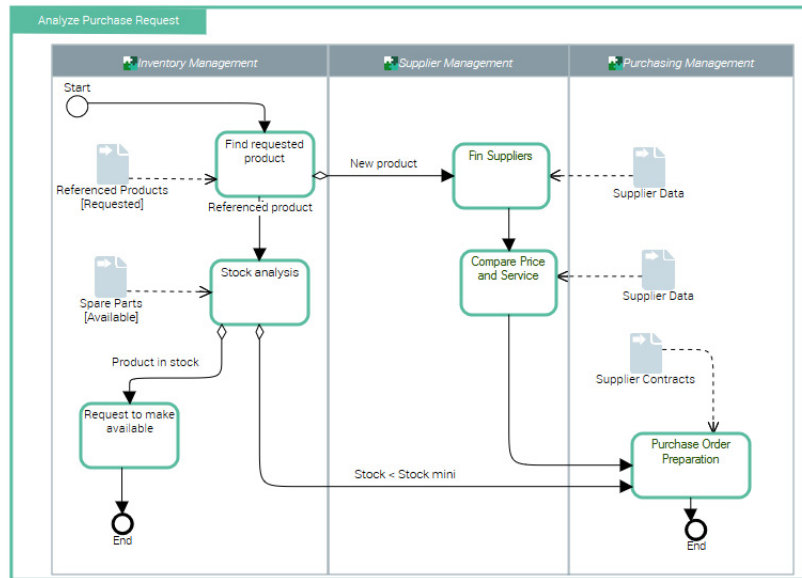 Analyze Purchase Request
Inventory Management
Supplier Management
Purchasing Management
Start
Find requested
product
New product
Fin Suppliers
Referenced Products
[Requested]
Supplier Data
Referenced product
Stock analysis
Compare Price
and Service
Spare Parts
[Available]
Supplier Data
Product in stock
Supplier Contracts
Request to make
available
Purchase Order
Preparation
Stock < Stock mini
End
End